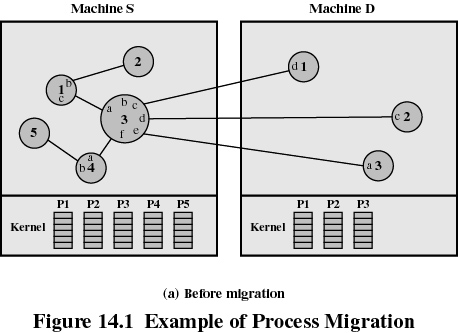 Machine S
Machine D
2
1 b c
a b c d e f 3
5
a b 4
d 1
c 2
a 3
P1 P2 P3 P4 P5
Kernel
P1 P2 P3
Kernel
(a) Before migration
Figure 14.1 Example of Process Migration